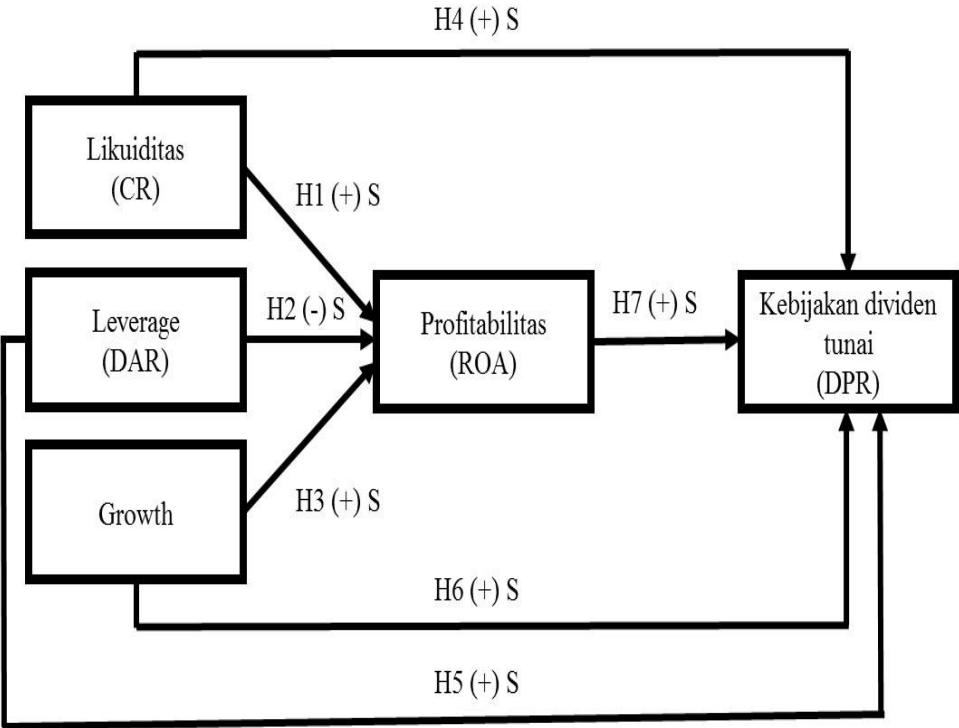 H4 (+) S
Likuiditas
(CR)
H1 (+) S
Leverage
(DAR)
H2 (-) S
Profitabilitas
(ROA)
H7 (+) S
Kebijakan dividen
tunai
(DPR)
Growth
H3 (+) S
H6 (+) S
H5 (+) S